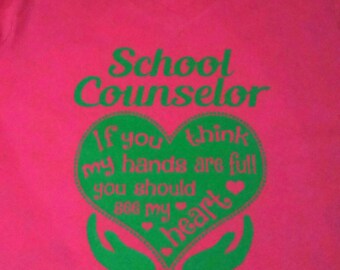 School
Counselor
If you think
my hands are full
you should
see my
heart